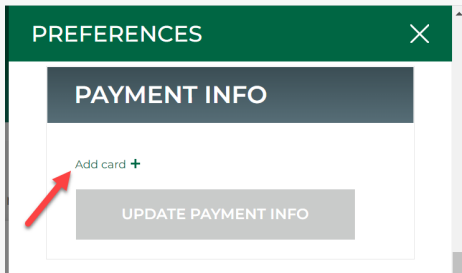 PREFERENCES
PAYMENT INFO
Add card +
UPDATE PAYMENT INFO